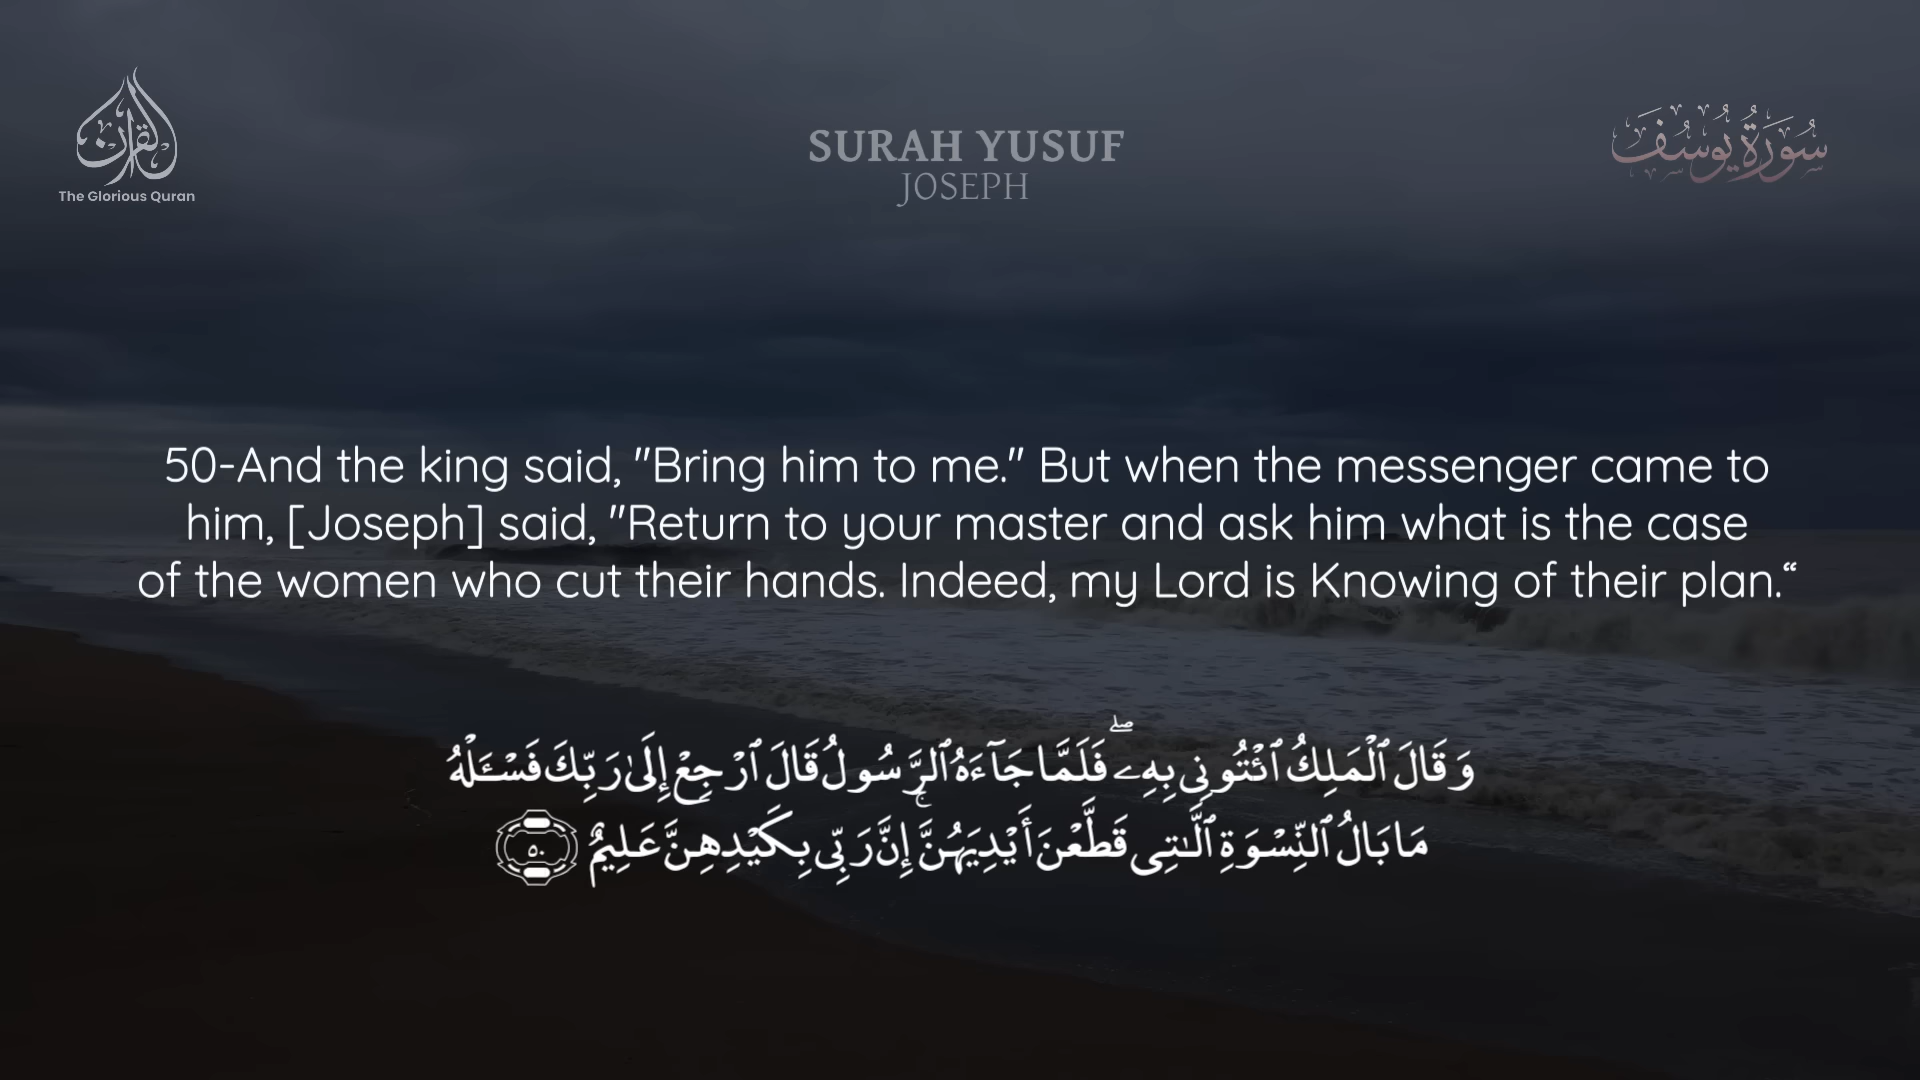 القرآن
The Glorious Quran
SURAH YUSUF
JOSEPH
سُورَةُ يُوسُفَ
50-And the king said, "Bring him to me." But when the messenger came to
him, [Joseph] said, "Return to your master and ask him what is the case
of the women who cut their hands. Indeed, my Lord is Knowing of their plan.“
وَقَالَ ٱلْمَلِكُ ٱئْتُونِى بِهِۦ ۖ فَلَمَّا جَآءَهُ ٱلرَّسُولُ قَالَ ٱرْجِعْ إِلَىٰ رَبِّكَ فَسْـَٔلْهُ
مَا بَالُ ٱلنِّسْوَةِ ٱلَّـٰتِى قَطَّعْنَ أَيْدِيَهُنَّ ۚ إِنَّ رَبِّى بِكَيْدِهِنَّ عَلِيمٌ ٥٠